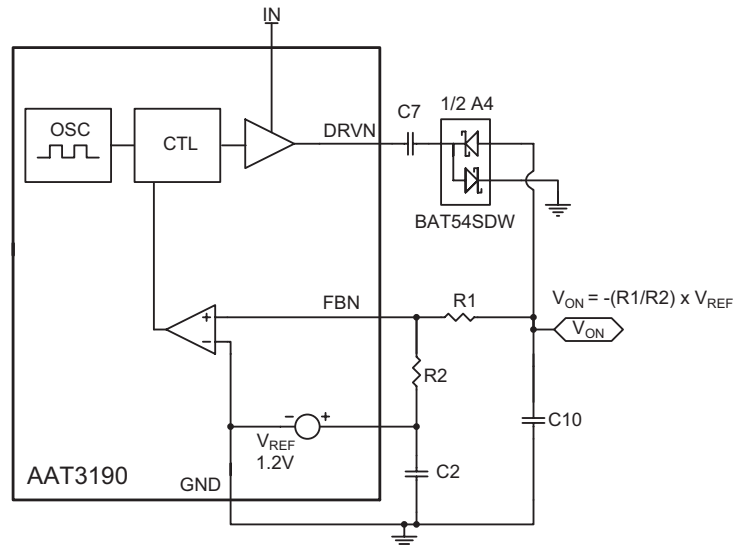 IN
OSC
CTL
DRVN
C7
1/2 A4
BAT54SDW
FBN
R1
V_ON = -(R1/R2) x V_REF
V_ON
+
−
R2
− +
V_REF
1.2V
C10
C2
AAT3190
GND